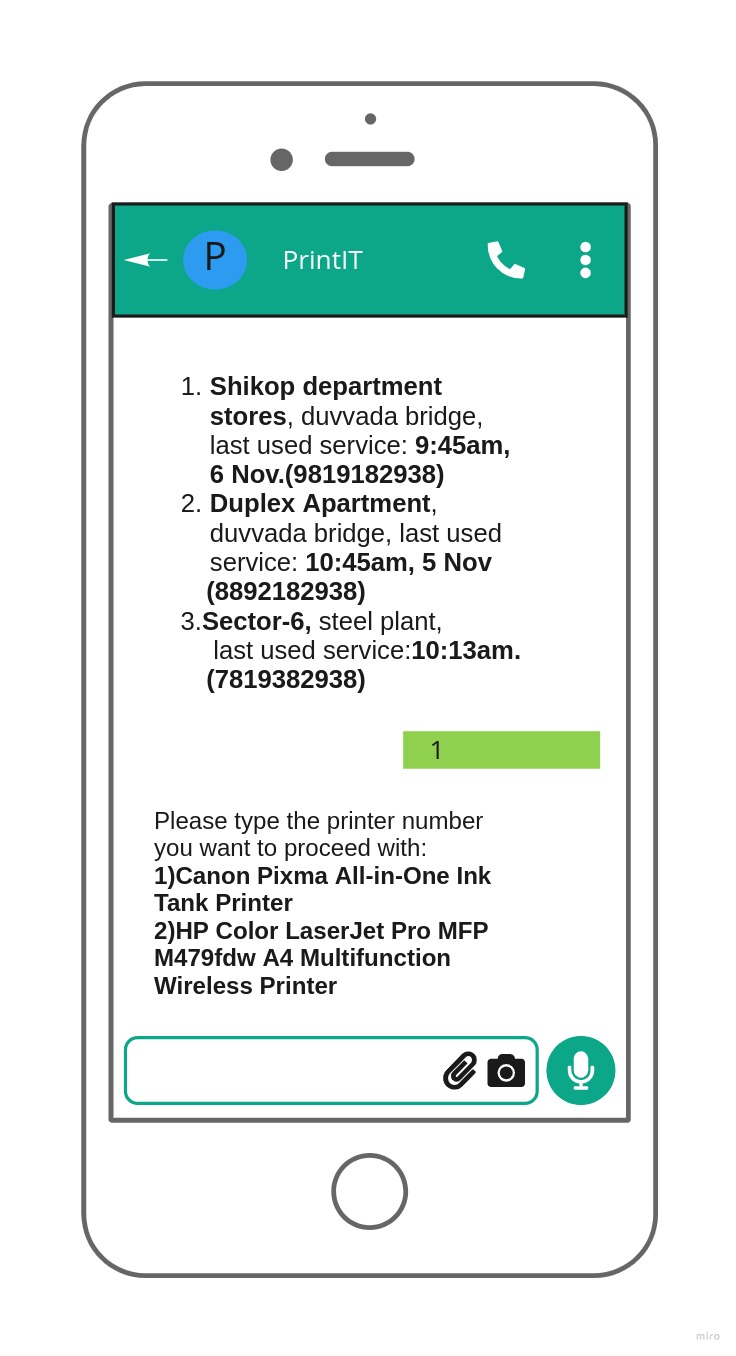 P
PrintIT
1. Shikop department
stores, duvvada bridge,
last used service: 9:45am,
6 Nov.(9819182938)
2. Duplex Apartment,
duvvada bridge, last used
service: 10:45am, 5 Nov
(8892182938)
3.Sector-6, steel plant,
last used service:10:13am.
(7819382938)
1
Please type the printer number
you want to proceed with:
1)Canon Pixma All-in-One Ink
Tank Printer
2)HP Color LaserJet Pro MFP
M479fdw A4 Multifunction
Wireless Printer
miro